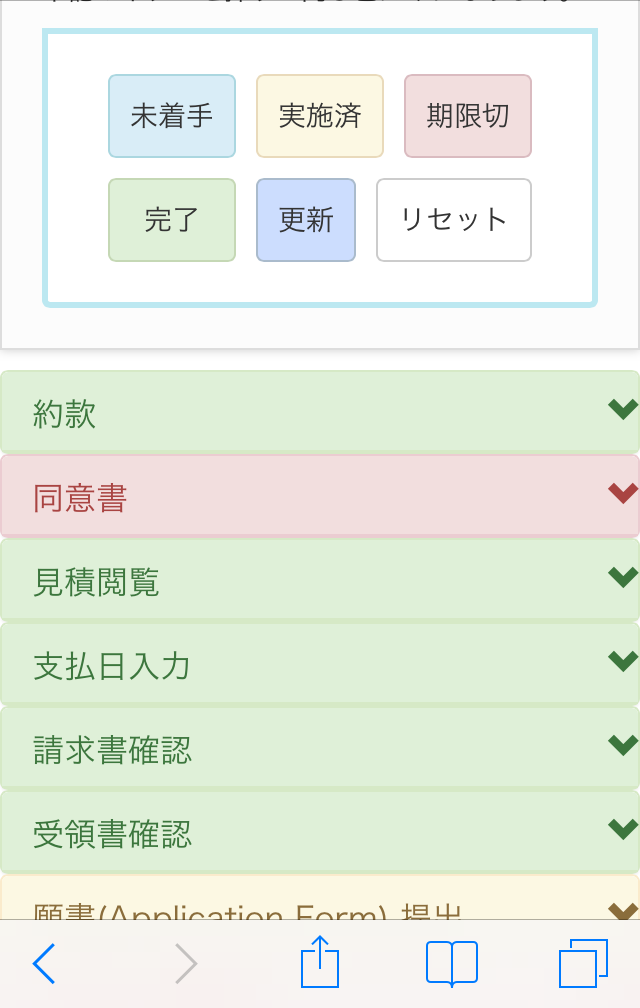 未着手 実施済 期限切
完了 更新 リセット
約款
同意書
見積閲覧
支払日入力
請求書確認
受領書確認
願書(Application Form) 提出